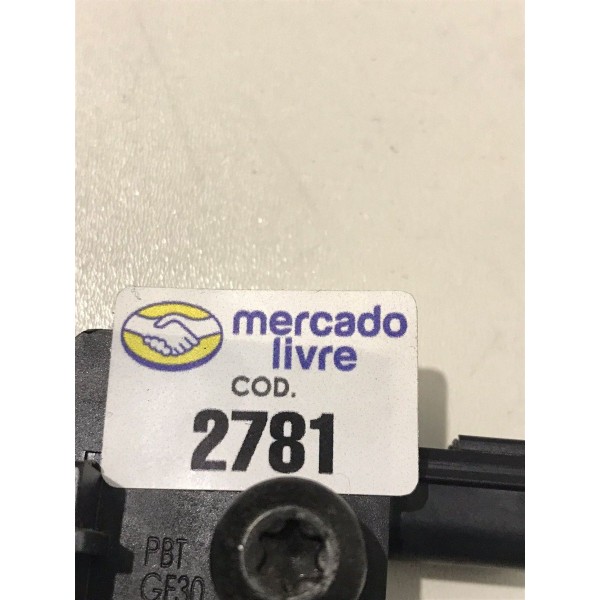 mercado
livre
COD.
2781
PBT
GF30